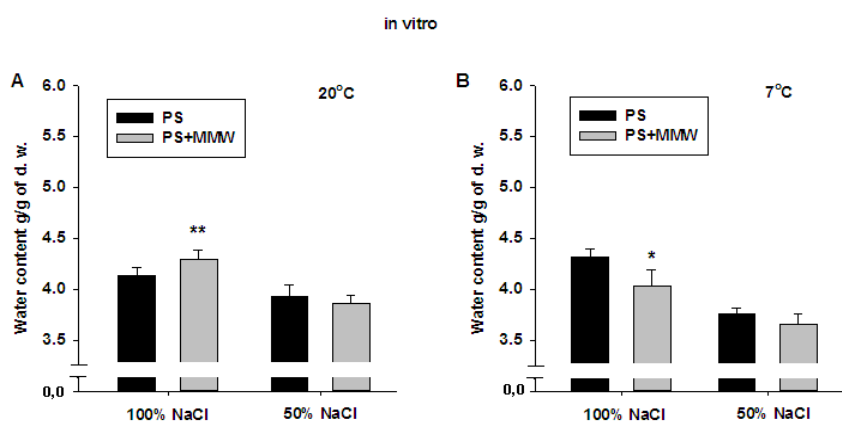 in vitro
A
20°C
PS
PS+MMW
Water content g/g of d. w.
6.0
5.5
5.0
4.5
4.0
3.5
0,0
**
100% NaCl
50% NaCl
B
7°C
PS
PS+MMW
Water content g/g of d. w.
6.0
5.5
5.0
4.5
4.0
3.5
0,0
*
100% NaCl
50% NaCl